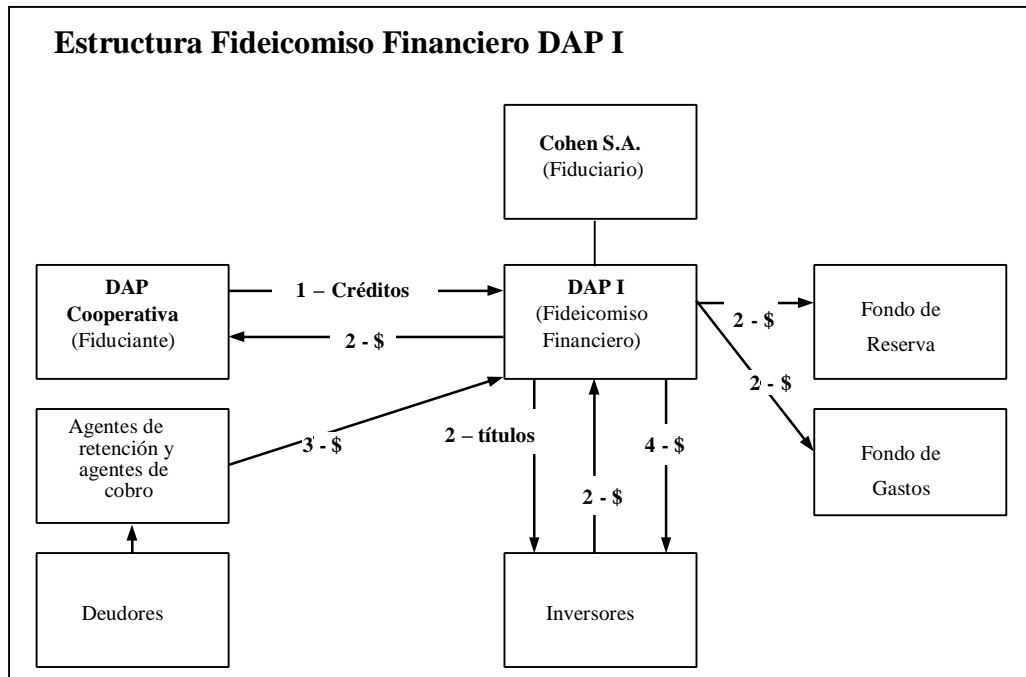 Estructura Fideicomiso Financiero DAP I
Cohen S.A.
(Fiduciario)
DAP
Cooperativa
(Fiduciante)
1 – Créditos
2 - $
DAP I
(Fideicomiso
Financiero)
2 - $
2 - $
Fondo de
Reserva
Agentes de
retención y
agentes de
cobro
3 - $
2 – títulos
2 - $
4 - $
Fondo de
Gastos
Deudores
Inversores